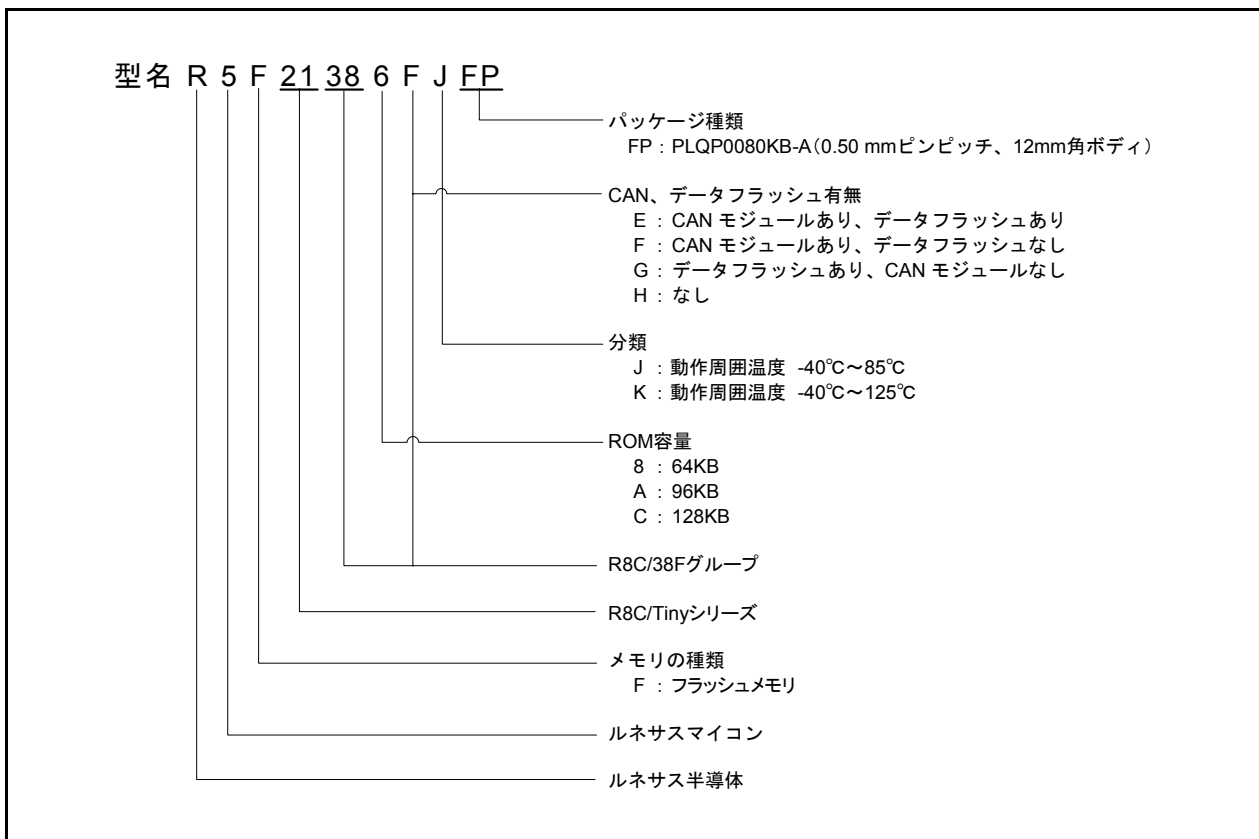 型名 R 5 F 21 38 6 F J FP
パッケージ種類
FP : PLQP0080KB-A(0.50 mmピンピッチ、12mm角ボディ)
CAN、データフラッシュ有無
E : CAN モジュールあり、データフラッシュあり
F : CAN モジュールあり、データフラッシュなし
G : データフラッシュあり、CAN モジュールなし
H : なし
分類
J : 動作周囲温度 -40℃～85℃
K : 動作周囲温度 -40℃～125℃
ROM容量
8 : 64KB
A : 96KB
C : 128KB
R8C/38Fグループ
R8C/Tinyシリーズ
メモリの種類
F : フラッシュメモリ
ルネサスマイコン
ルネサス半導体